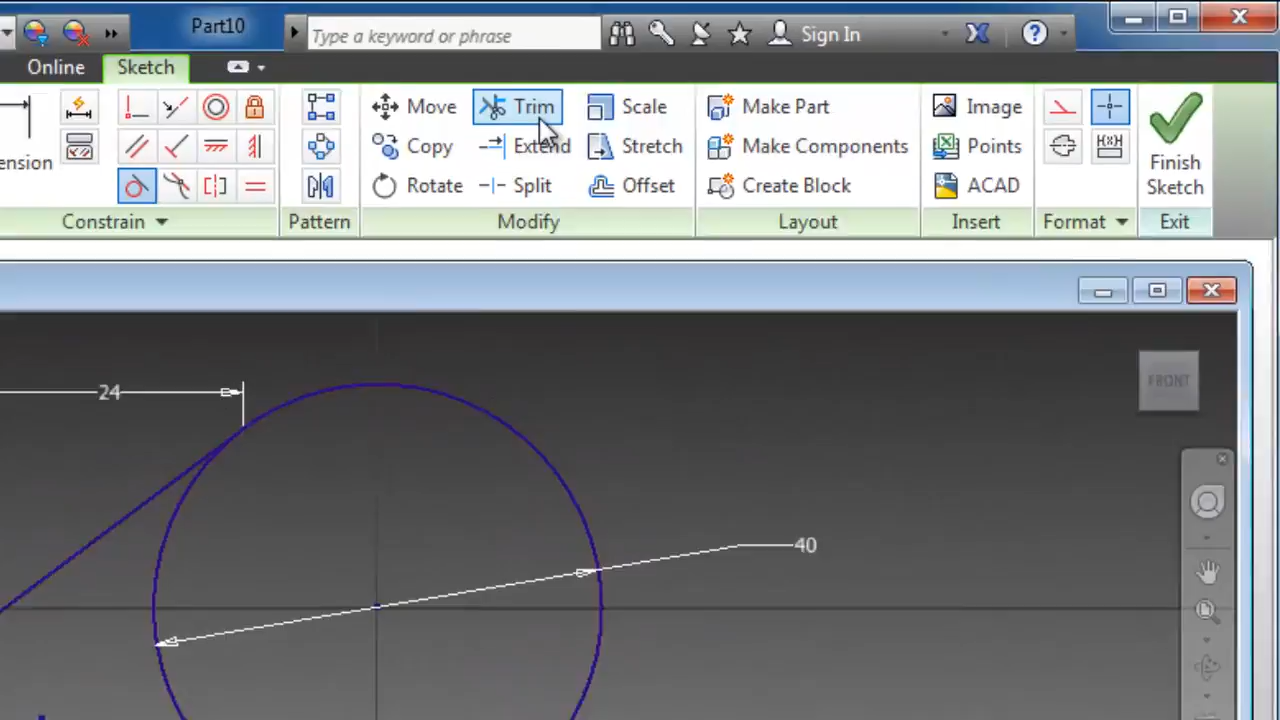 Part10
Type a keyword or phrase
Sign In
Online
Sketch
Move
Trim
Scale
Make Part
Image
ension
Copy
Extend
Stretch
Make Components
Points
Finish
Sketch
Rotate
Split
Offset
Create Block
ACAD
Constrain
Pattern
Modify
Layout
Insert
Format
Exit
24
FRONT
40